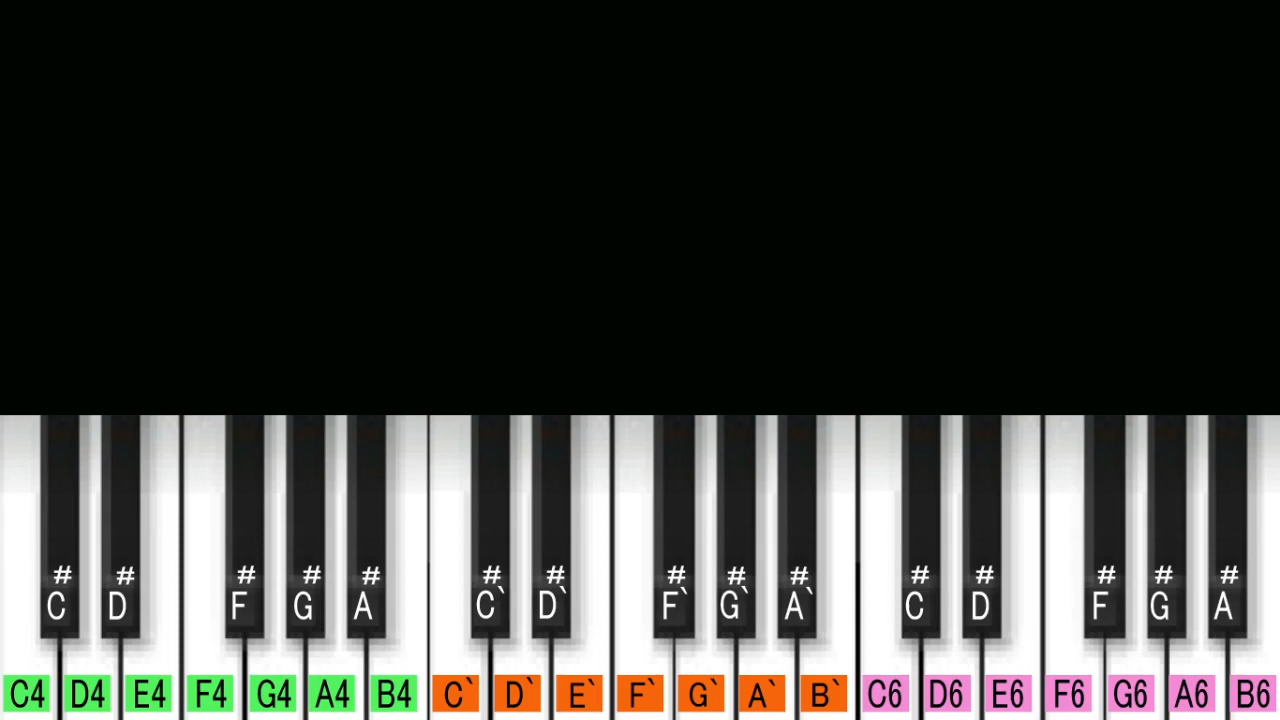 # # # # # # # # # # # # # # #
C D F G A C` D` F` G` A` C D F G A
C4 D4 E4 F4 G4 A4 B4 C` D` E` F` G` A` B` C6 D6 E6 F6 G6 A6 B6